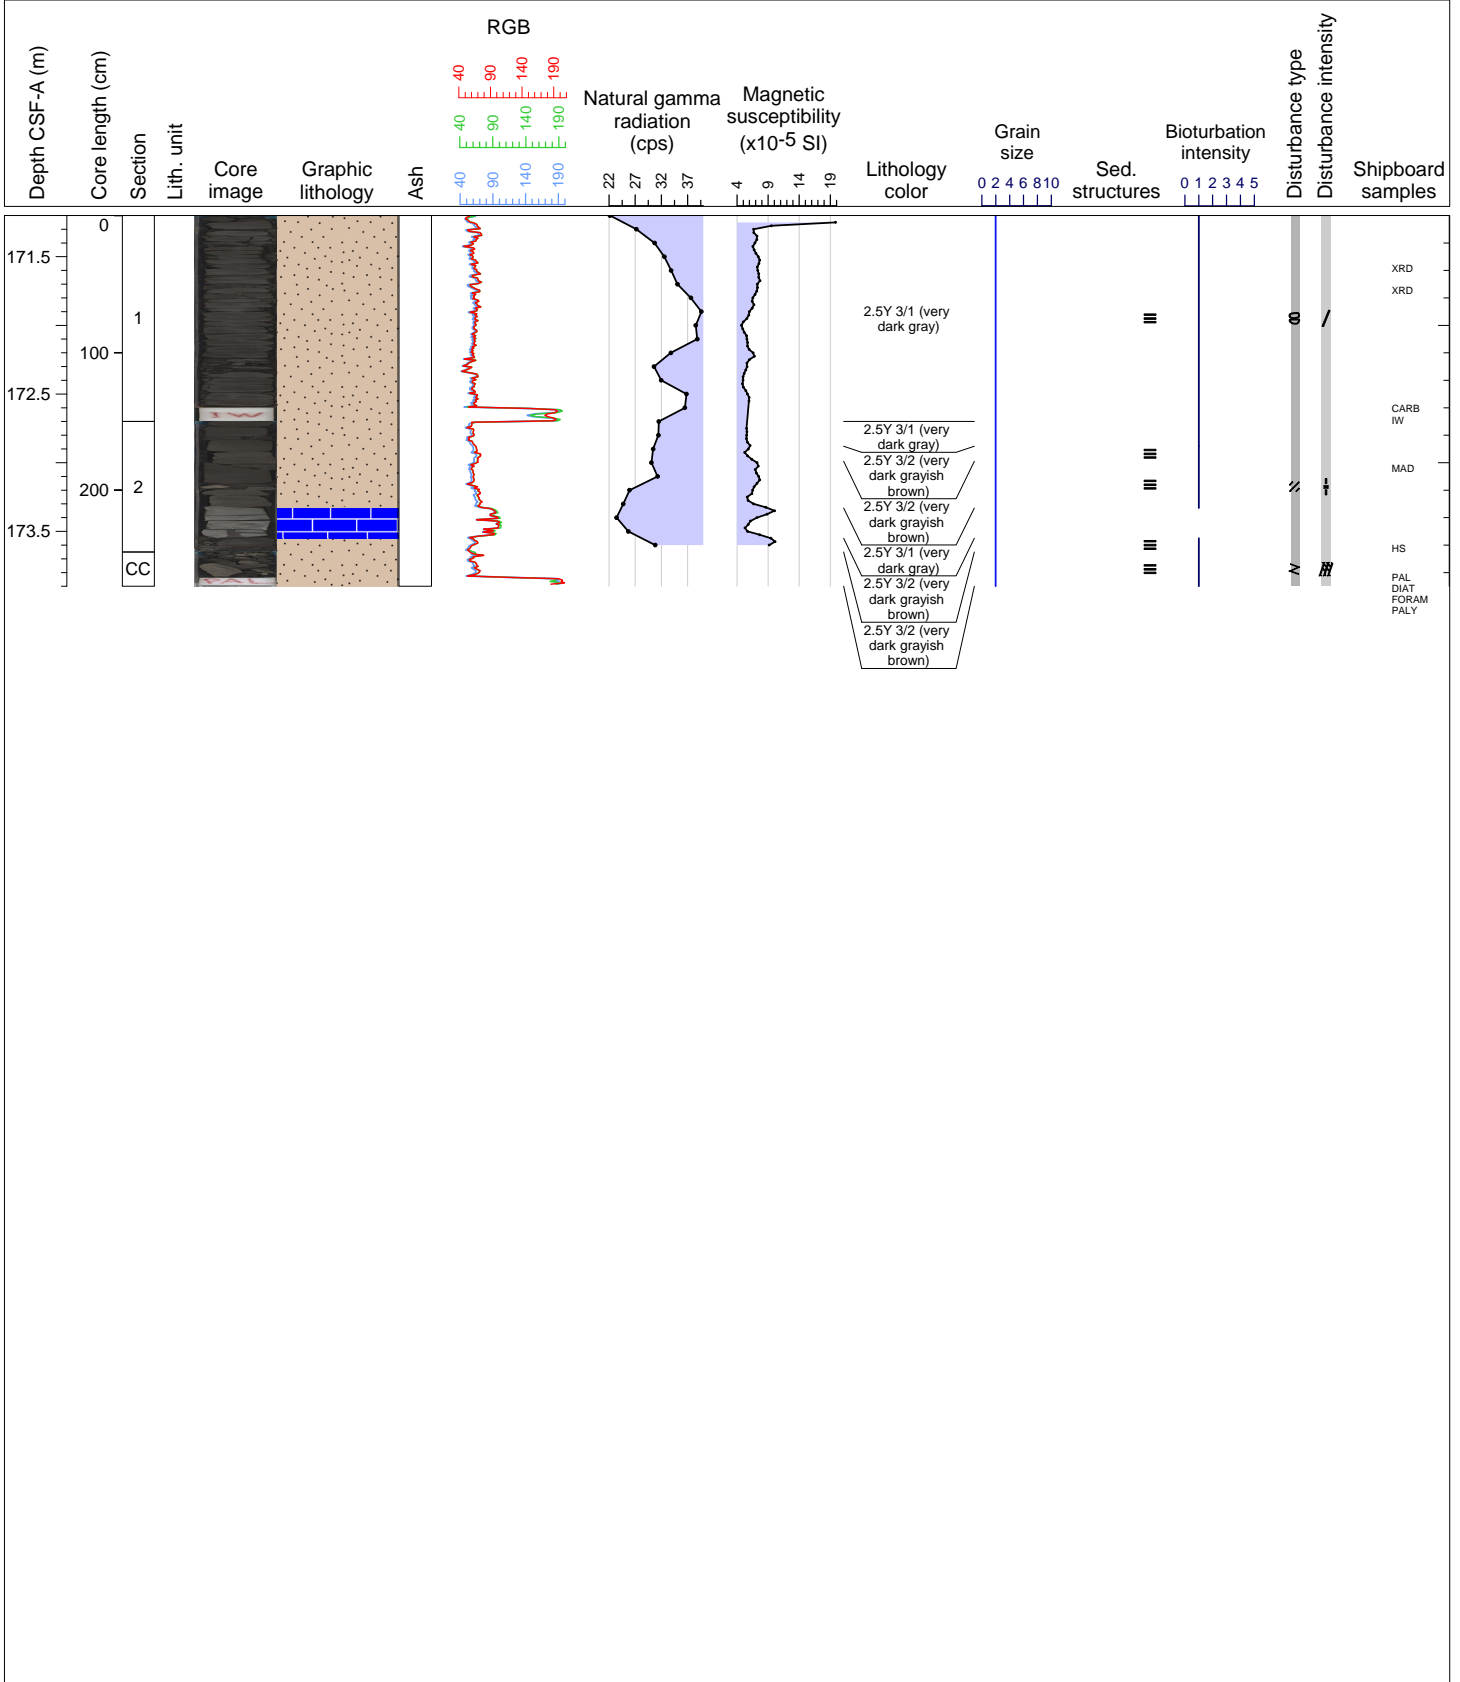 Depth CSF-A (m)
Core length (cm)
Section
Lith. unit
Core
image
Graphic
lithology
Ash
RGB
40 90 140 190
40 90 140 190
40 90 140 190
Natural gamma
radiation
(cps)
22 27 32 37
Magnetic
susceptibility
(x10-5 SI)
4 9 14 19
Lithology
color
Grain
size
0 2 4 6 8 10
Sed.
structures
Bioturbation
intensity
0 1 2 3 4 5
Disturbance type
Disturbance intensity
Shipboard
samples
0
171.5
XRD
XRD
1
2.5Y 3/1 (very
dark gray)
100
172.5
IW
CARB
IW
2.5Y 3/1 (very
dark gray)
2.5Y 3/2 (very
dark grayish
brown)
MAD
200
2
2.5Y 3/2 (very
dark grayish
brown)
173.5
HS
2.5Y 3/1 (very
dark gray)
CC
PAL
2.5Y 3/2 (very
dark grayish
brown)
PAL
DIAT
FORAM
PALY
2.5Y 3/2 (very
dark grayish
brown)